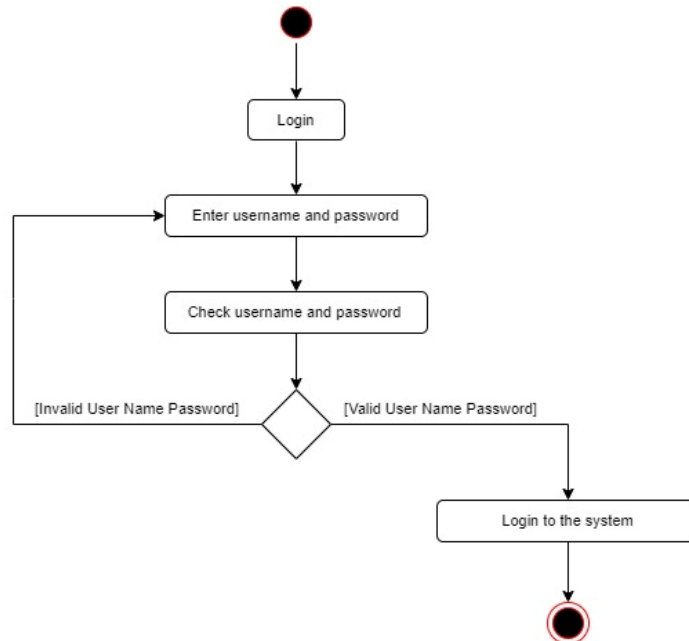 Login
Enter username and password
Check username and password
[Invalid User Name Password]
[Valid User Name Password]
Login to the system